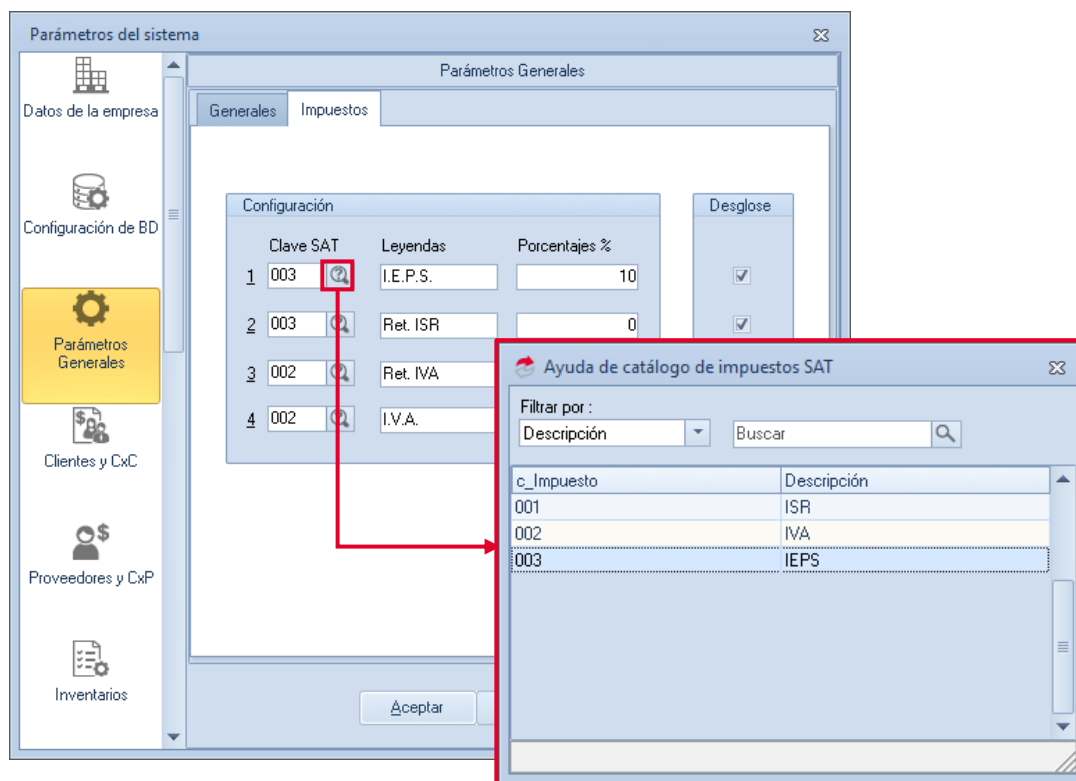 Parámetros del sistema
Datos de la empresa
Configuración de BD
Parámetros
Generales
Clientes y CxC
Proveedores y CxP
Inventarios
Parámetros Generales
Generales Impuestos
Configuración Desglose
Clave SAT Leyendas Porcentajes %
1 003 I.E.P.S. 10
2 003 Ret. ISR 0
3 002 Ret. IVA
4 002 I.V.A.
Aceptar
Ayuda de catálogo de impuestos SAT
Filtrar por :
Descripción Buscar
c_Impuesto Descripción
001 ISR
002 IVA
003 IEPS